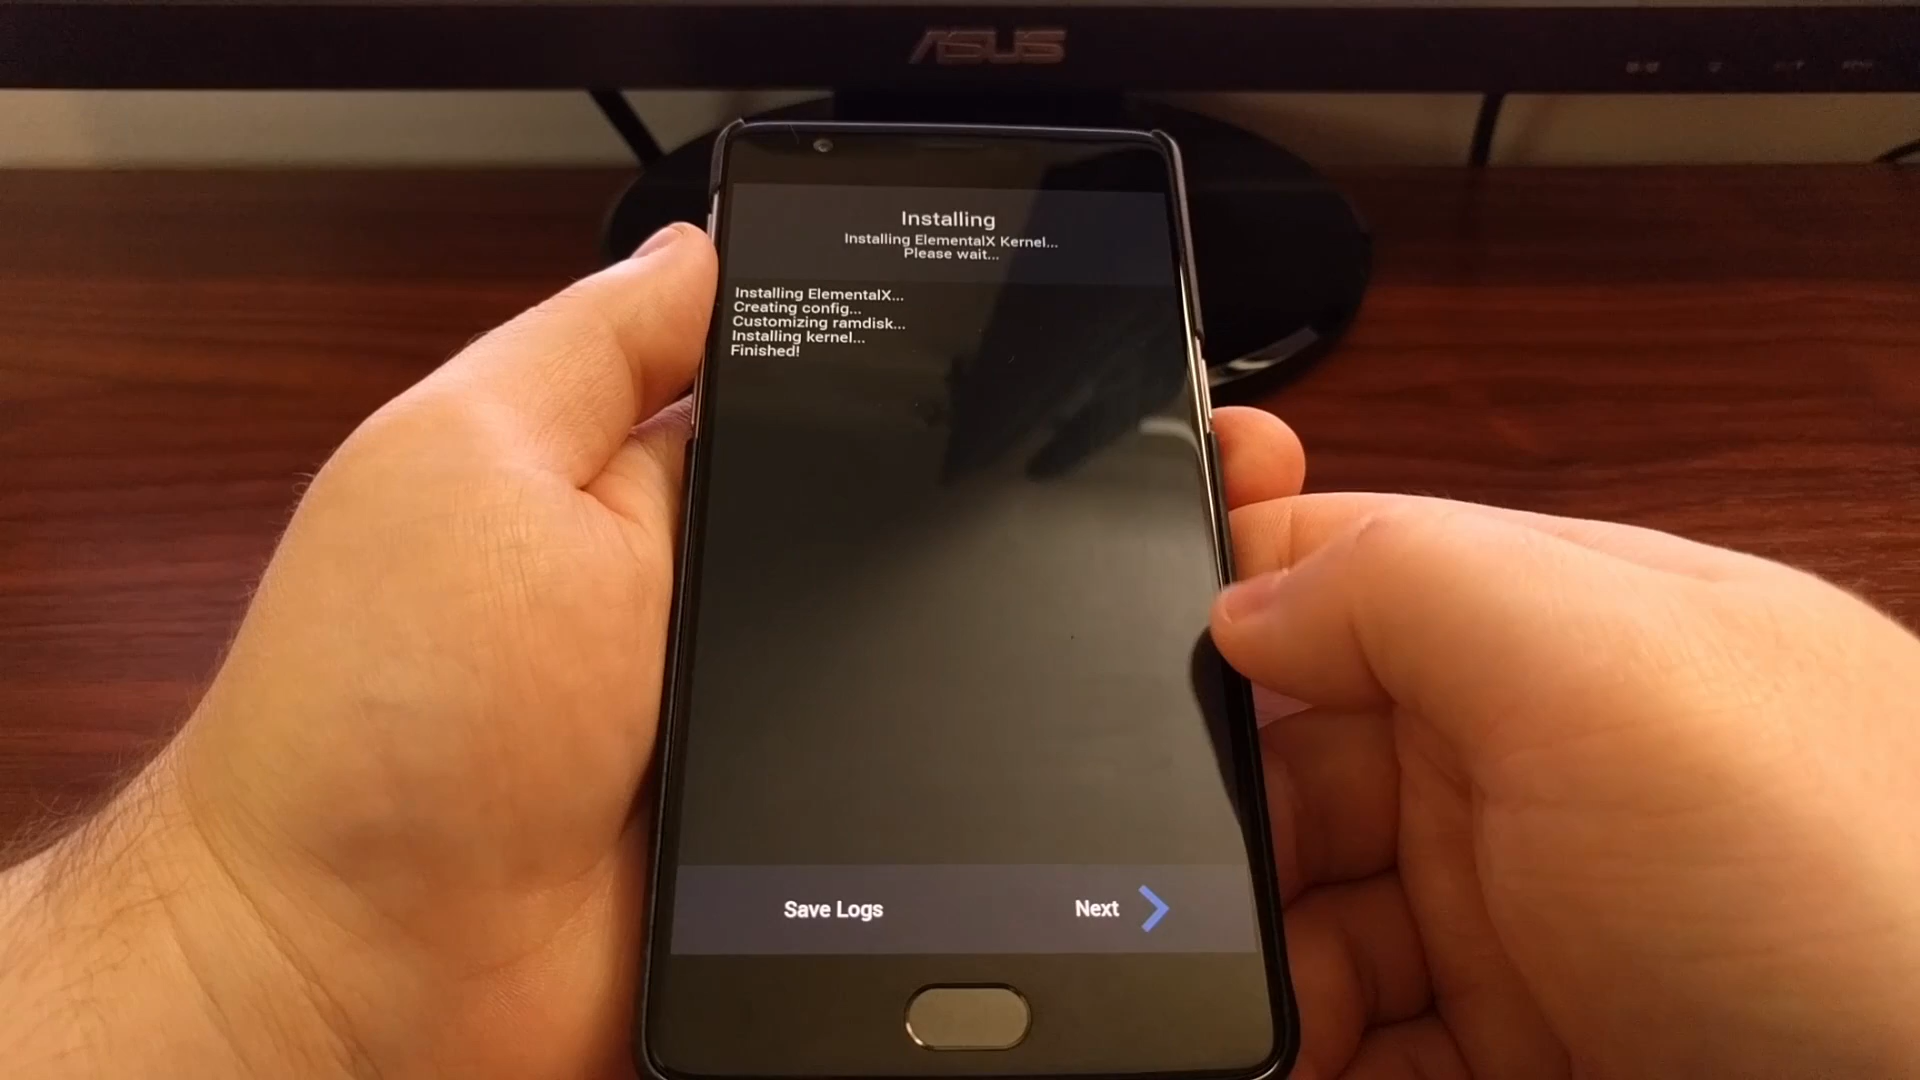 ASUS
Installing
Installing ElementalX Kernel...
Please wait...
Installing ElementalX...
Creating config...
Customizing ramdisk...
Installing kernel...
Finished!
Save Logs
Next